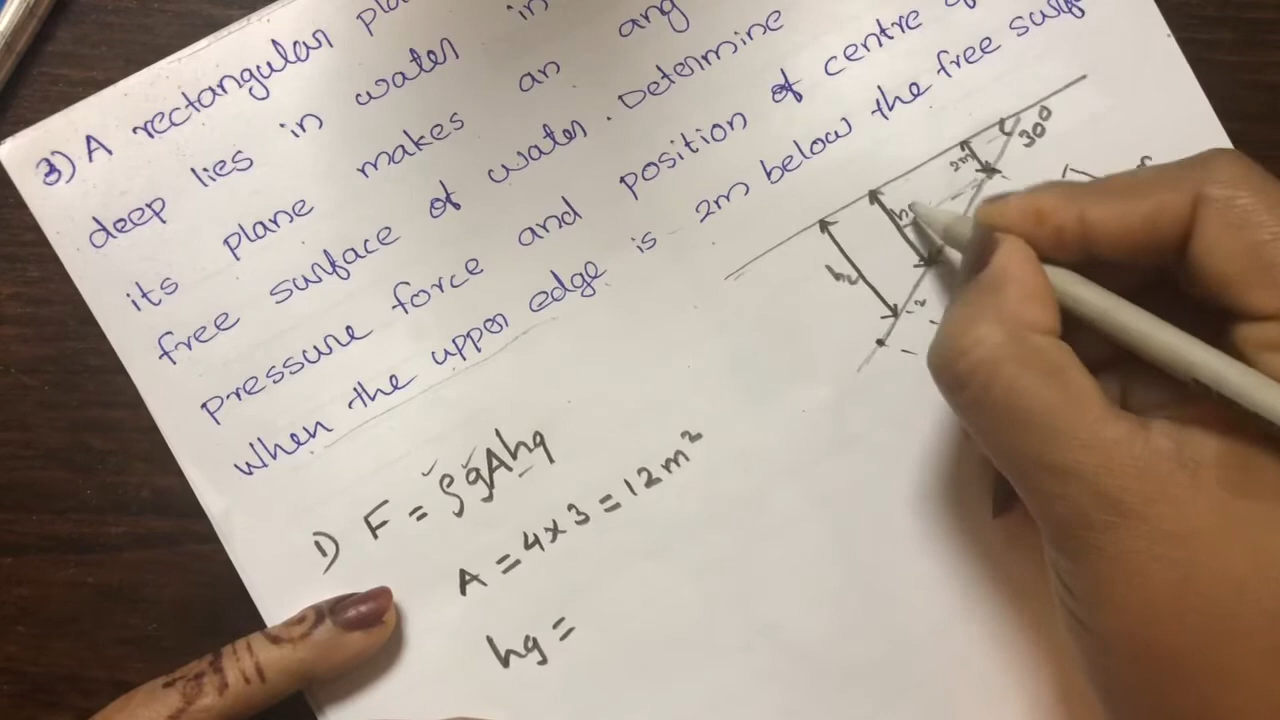 3) A rectangular
deep lies in water in
its plane makes an
free surface of water. Determine
pressure force and position of centre
when the upper edge is 2m below the free
1) F = ρgAhg
A = 4 × 3 = 12m²
hg =
30°
2m
hc